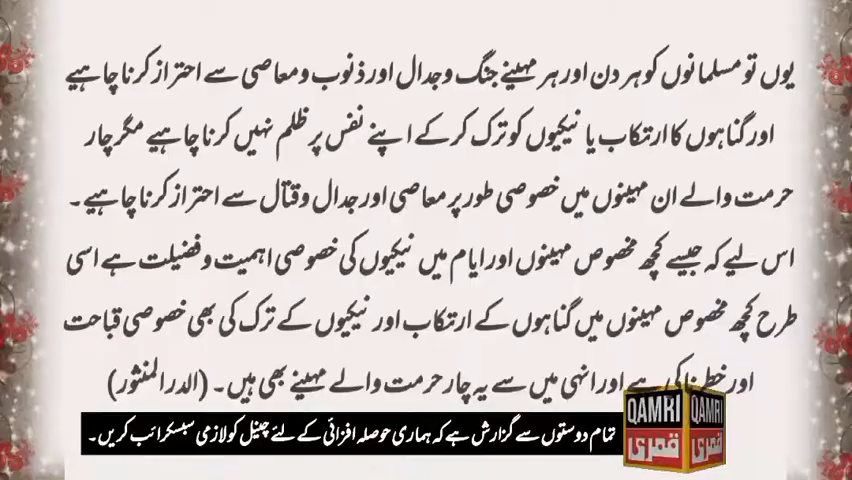 یوں تو مسلمانوں کو ہر دن اور ہر مہینے جنگ و جدال اور ذنوب و معاصی سے احتراز کرنا چاہیے
اور گناہوں کا ارتکاب یا نیکیوں کو ترک کر کے اپنے نفس پر ظلم نہیں کرنا چاہیے مگر چار
حرمت والے ان مہینوں میں خصوصی طور پر معاصی اور جدال و قتال سے احتراز کرنا چاہیے۔
اس لیے کہ جیسے کچھ مخصوص مہینوں اور ایام میں نیکیوں کی خصوصی اہمیت و فضیلت ہے اسی
طرح کچھ مخصوص مہینوں میں گناہوں کے ارتکاب اور نیکیوں کے ترک کی بھی خصوصی قباحت
اور خطرناکی ہے اور انہی میں سے یہ چار حرمت والے مہینے بھی ہیں۔ (الدر المنثور)
تمام دوستوں سے گزارش ہے کہ ہماری حوصلہ افزائی کے لئے چینل کو لازمی سبسکرائب کریں۔
QAMRI QAMRI
قمری قمری